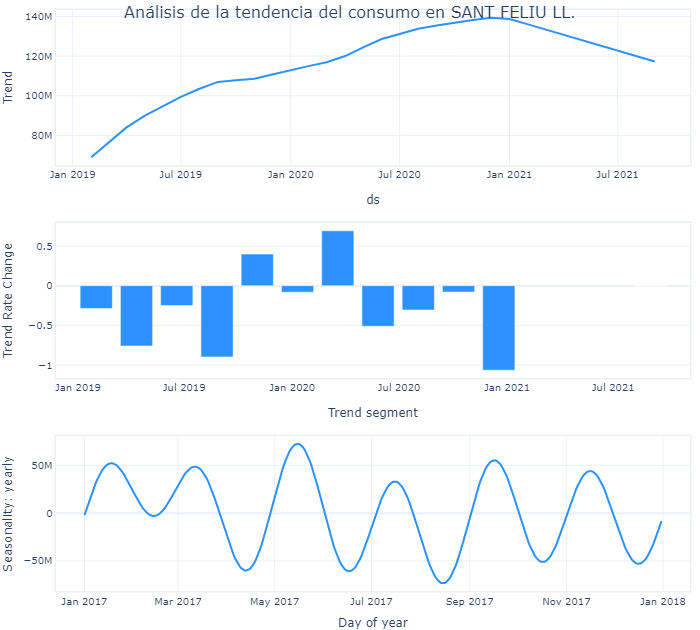 Análisis de la tendencia del consumo en SANT FELIU LL.
140M
120M
100M
80M
Trend
Jan 2019 Jul 2019 Jan 2020 Jul 2020 Jan 2021 Jul 2021
ds
0.5
0
−0.5
−1
Trend Rate Change
Jan 2019 Jul 2019 Jan 2020 Jul 2020 Jan 2021 Jul 2021
Trend segment
50M
0
−50M
Seasonality: yearly
Jan 2017 Mar 2017 May 2017 Jul 2017 Sep 2017 Nov 2017 Jan 2018
Day of year